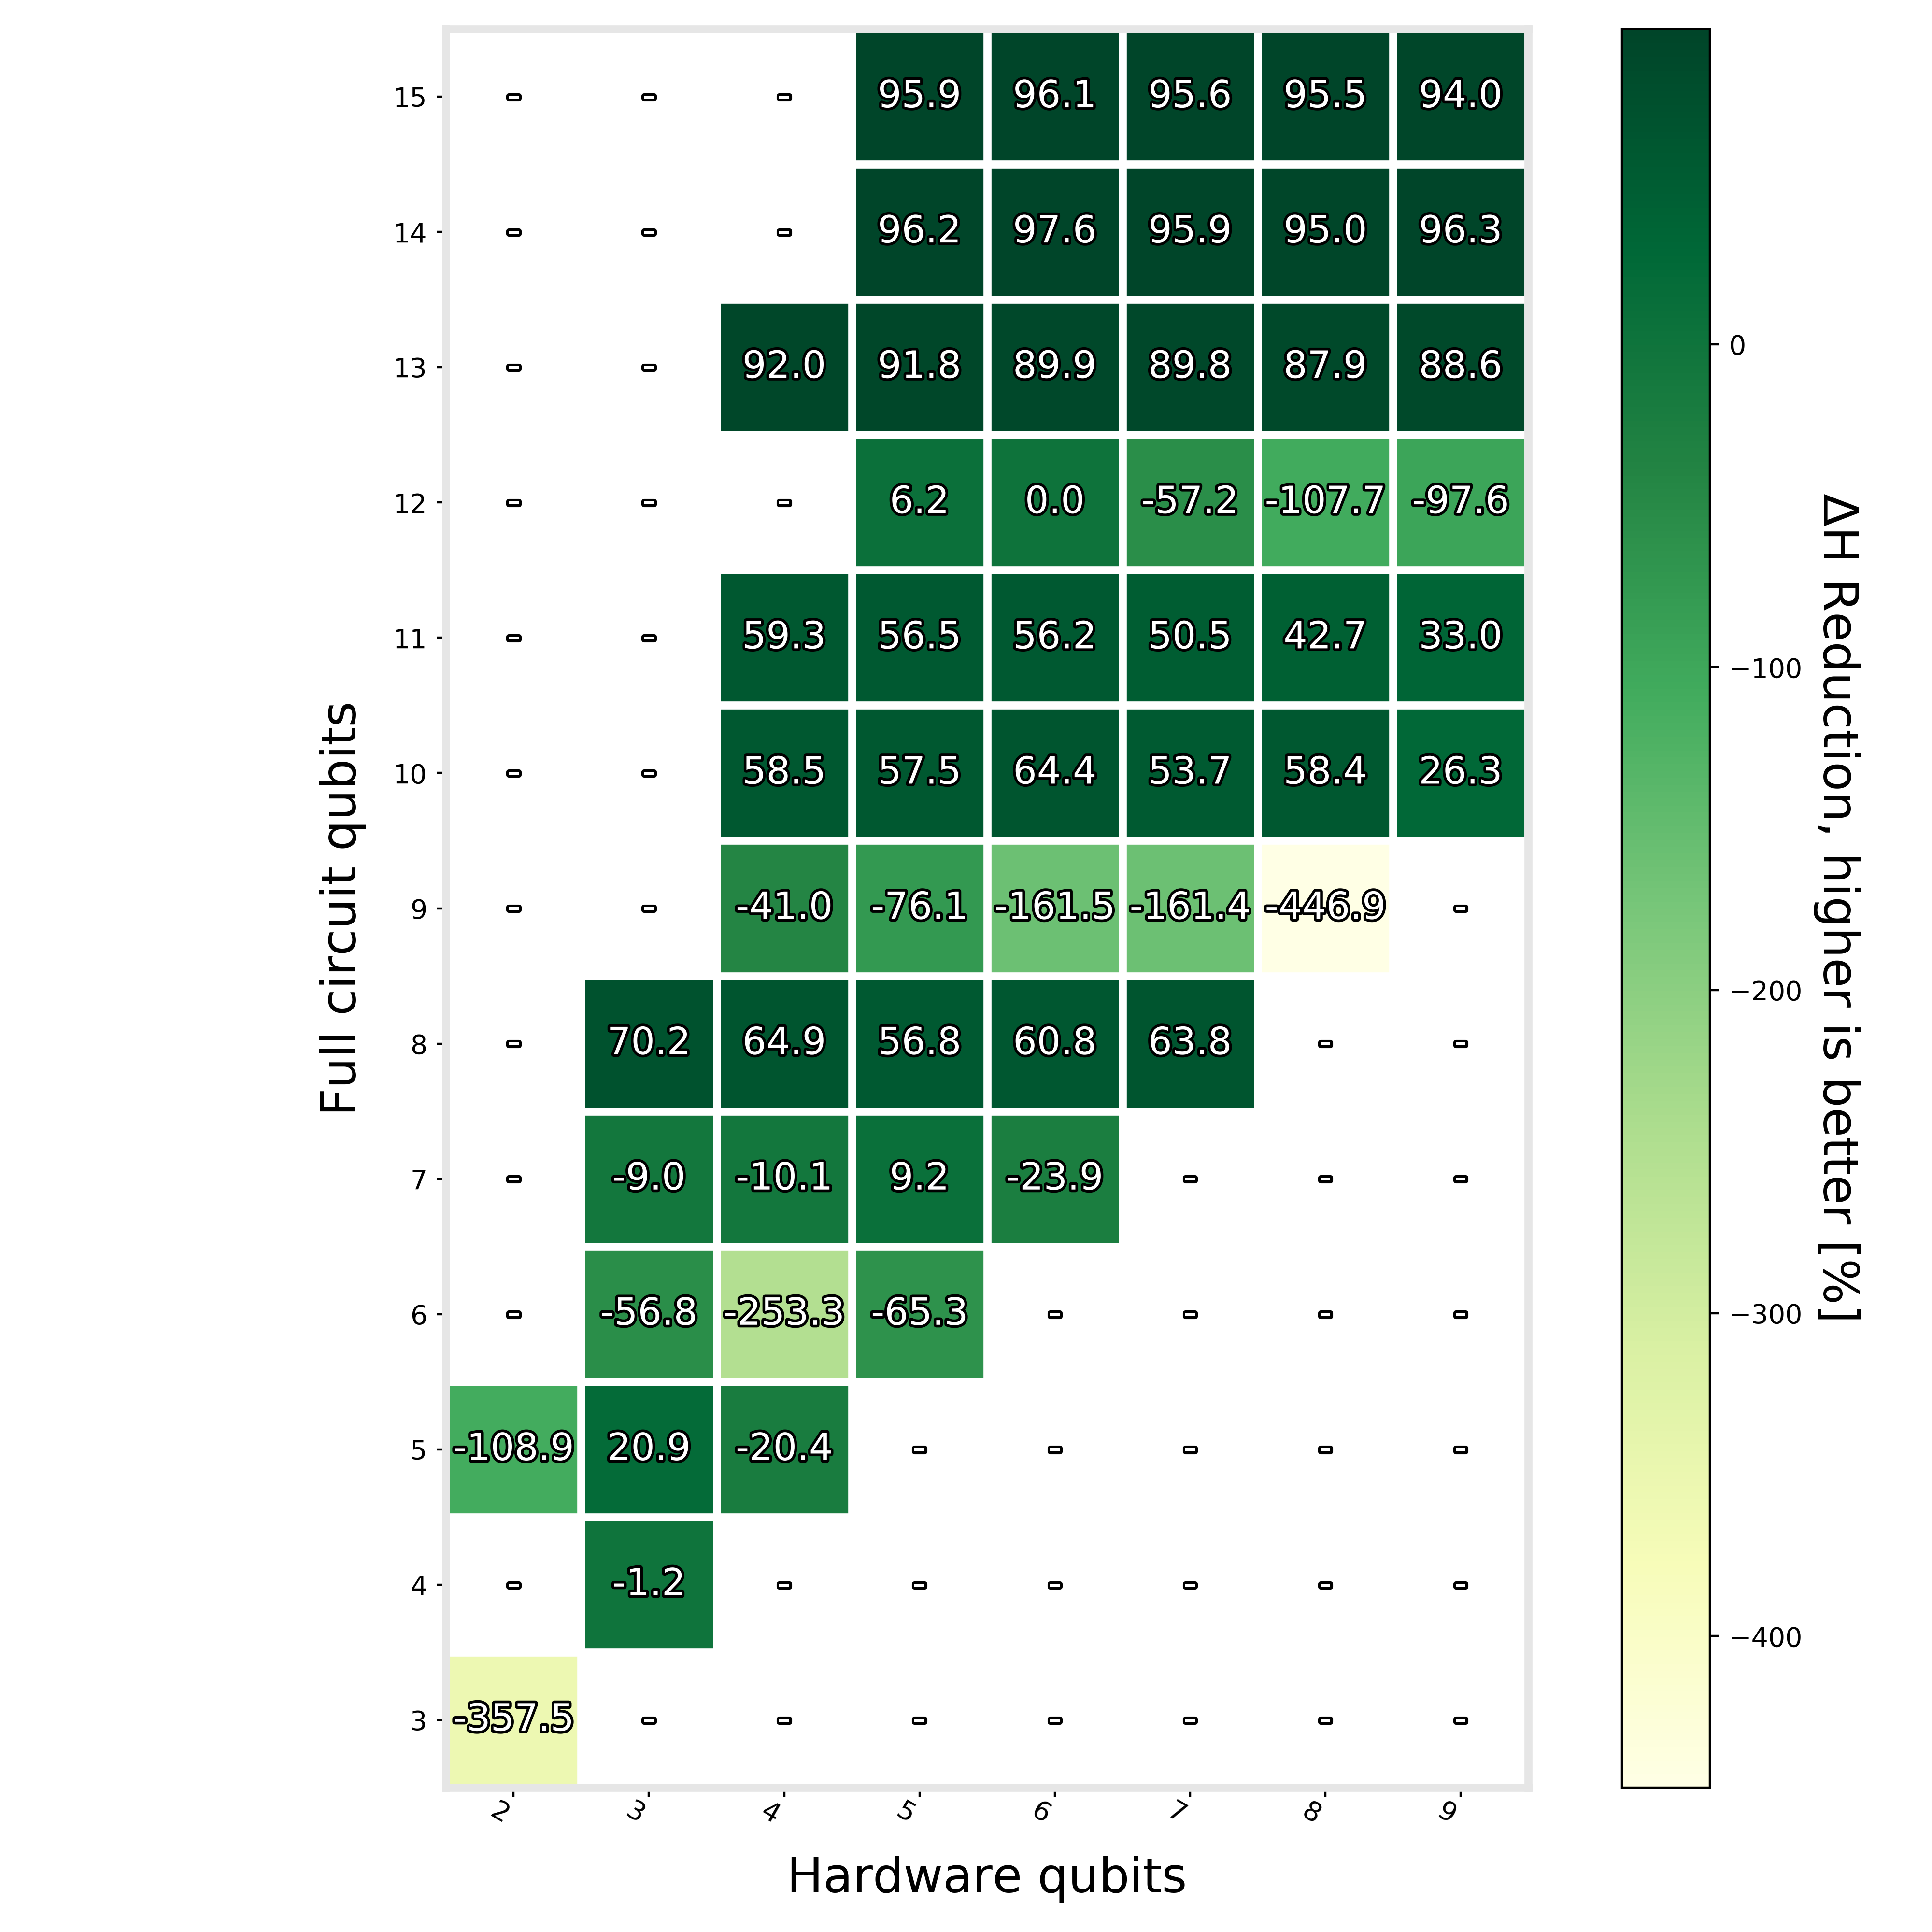 15 - - - 95.9 96.1 95.6 95.5 94.0
14 - - - 96.2 97.6 95.9 95.0 96.3
13 - - 92.0 91.8 89.9 89.8 87.9 88.6
12 - - - 6.2 0.0 -57.2 -107.7 -97.6
11 - - 59.3 56.5 56.2 50.5 42.7 33.0
10 - - 58.5 57.5 64.4 53.7 58.4 26.3
9 - - -41.0 -76.1 -161.5 -161.4 -446.9 -
8 - 70.2 64.9 56.8 60.8 63.8 - -
7 - -9.0 -10.1 9.2 -23.9 - - -
6 - -56.8 -253.3 -65.3 - - - -
5 -108.9 20.9 -20.4 - - - - -
4 - -1.2 - - - - - -
3 -357.5 - - - - - - -
2 3 4 5 6 7 8 9
Hardware qubits
Full circuit qubits
0
−100
−200
−300
−400
ΔH Reduction, higher is better [%]